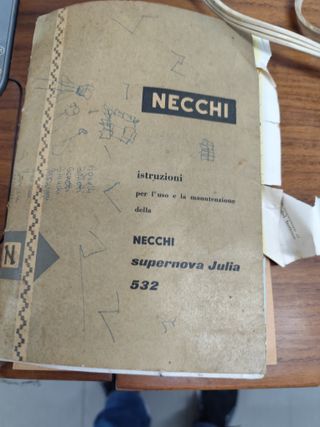 NECCHI
istruzioni
per l'uso e la manutenzione
della
NECCHI
supernova Julia
532
N